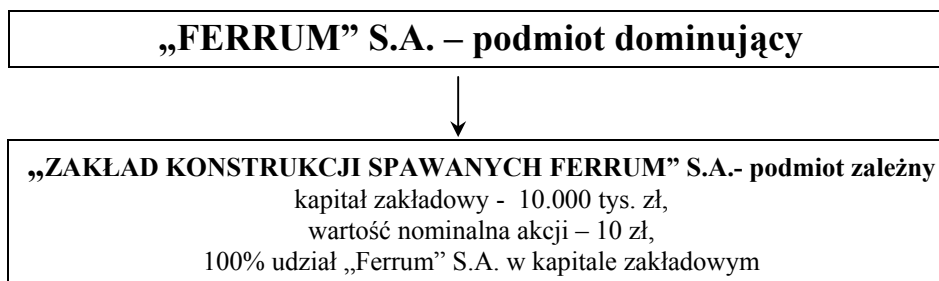 „FERRUM” S.A. – podmiot dominujący
„ZAKŁAD KONSTRUKCJI SPAWANYCH FERRUM” S.A.- podmiot zależny
kapitał zakładowy - 10.000 tys. zł,
wartość nominalna akcji – 10 zł,
100% udział „Ferrum” S.A. w kapitale zakładowym